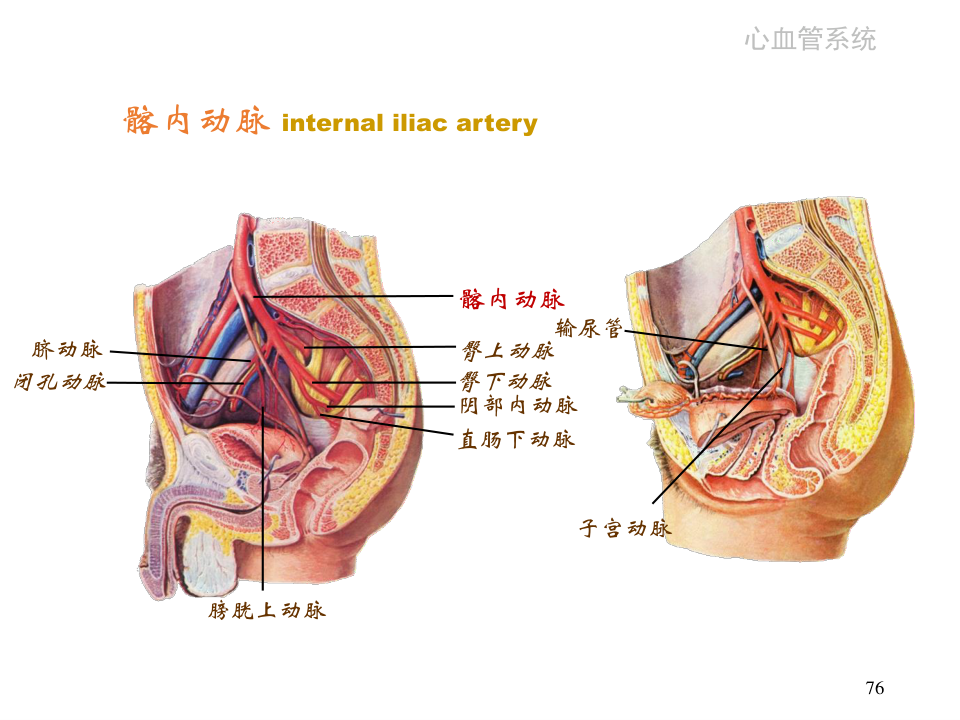 心血管系统
髂内动脉 internal iliac artery
髂内动脉
脐动脉
闭孔动脉
臀上动脉
臀下动脉
阴部内动脉
直肠下动脉
膀胱上动脉
输尿管
子宫动脉
76